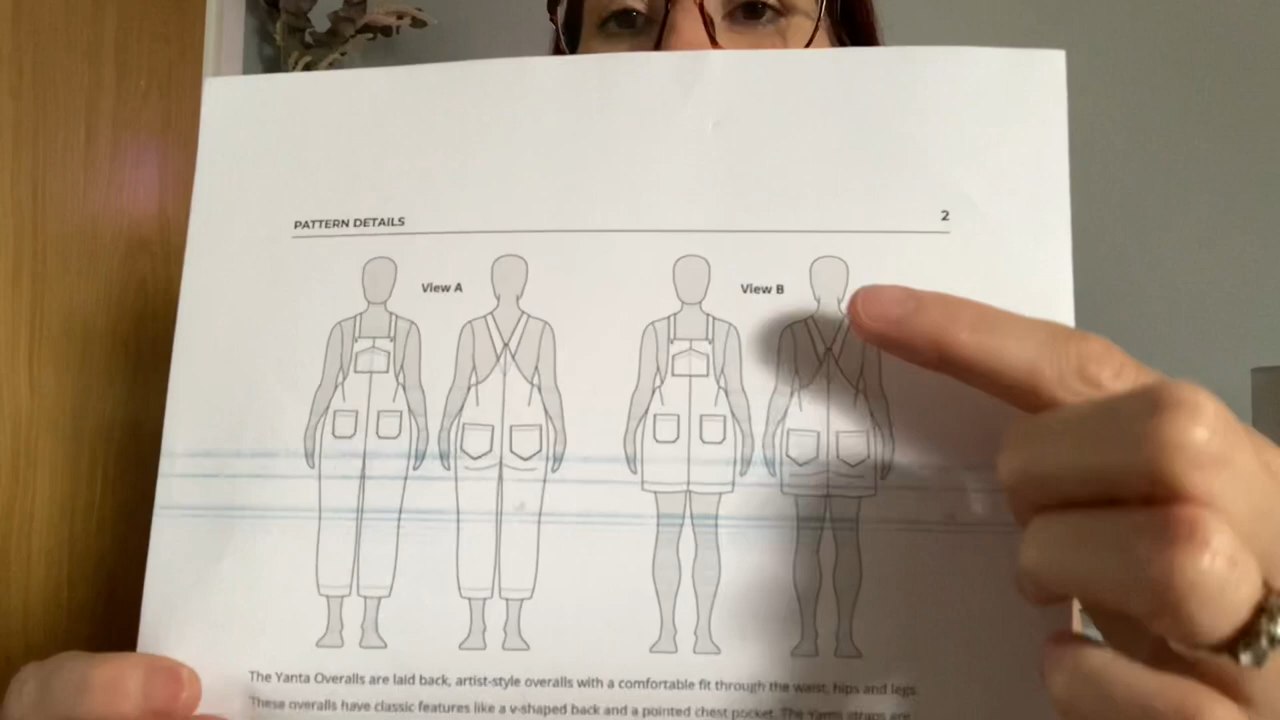 PATTERN DETAILS 2
View A View B
The Yanta Overalls are laid back, artist-style overalls with a comfortable fit through the waist, hips and legs.
These overalls have classic features like a v-shaped back and a pointed chest pocket. The Yanta straps are